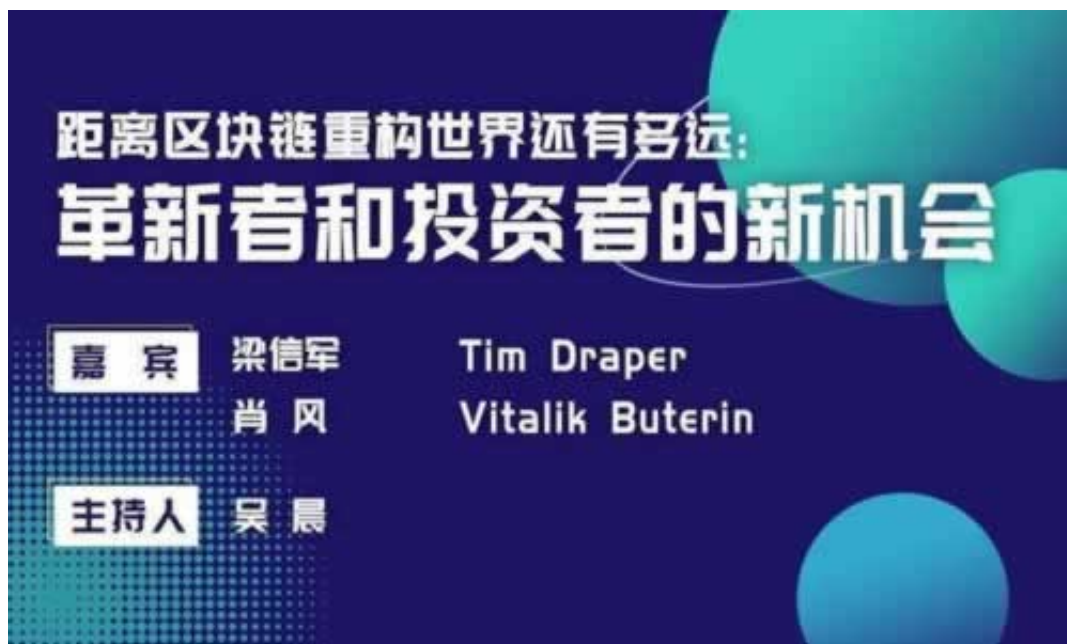 距离区块链重构世界还有多远:
革新者和投资者的新机会
嘉 宾 梁信军 Tim Draper
肖 风 Vitalik Buterin
主持人 吴 晨